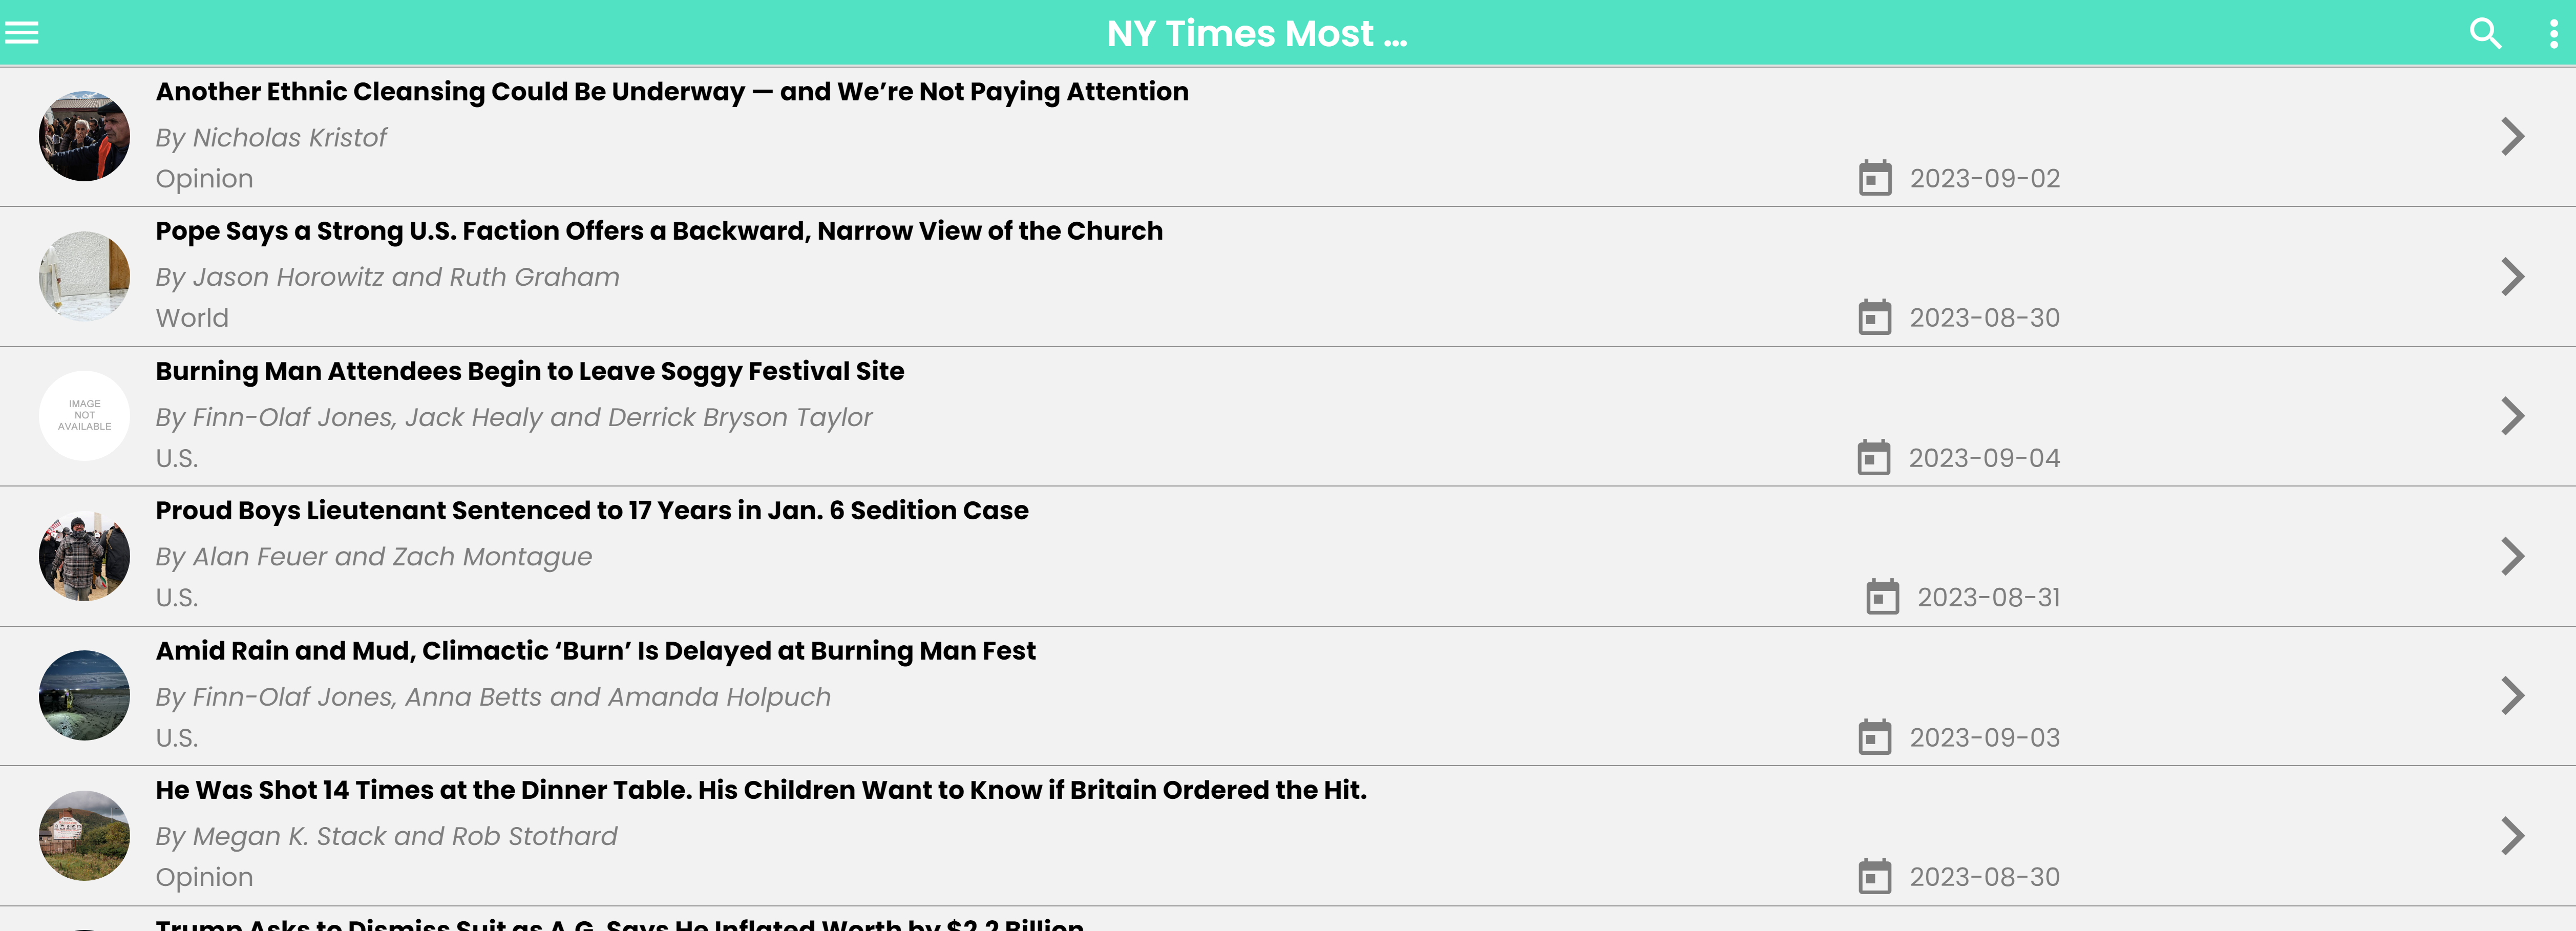 NY Times Most ...
Another Ethnic Cleansing Could Be Underway — and We’re Not Paying Attention
By Nicholas Kristof
Opinion
2023-09-02
Pope Says a Strong U.S. Faction Offers a Backward, Narrow View of the Church
By Jason Horowitz and Ruth Graham
World
2023-08-30
Burning Man Attendees Begin to Leave Soggy Festival Site
IMAGE
NOT
AVAILABLE
By Finn-Olaf Jones, Jack Healy and Derrick Bryson Taylor
U.S.
2023-09-04
Proud Boys Lieutenant Sentenced to 17 Years in Jan. 6 Sedition Case
By Alan Feuer and Zach Montague
U.S.
2023-08-31
Amid Rain and Mud, Climactic ‘Burn’ Is Delayed at Burning Man Fest
By Finn-Olaf Jones, Anna Betts and Amanda Holpuch
U.S.
2023-09-03
He Was Shot 14 Times at the Dinner Table. His Children Want to Know if Britain Ordered the Hit.
By Megan K. Stack and Rob Stothard
Opinion
2023-08-30
Trump Asks to Dismiss Suit as A.G. Says He Inflated Worth by $2.2 Billion